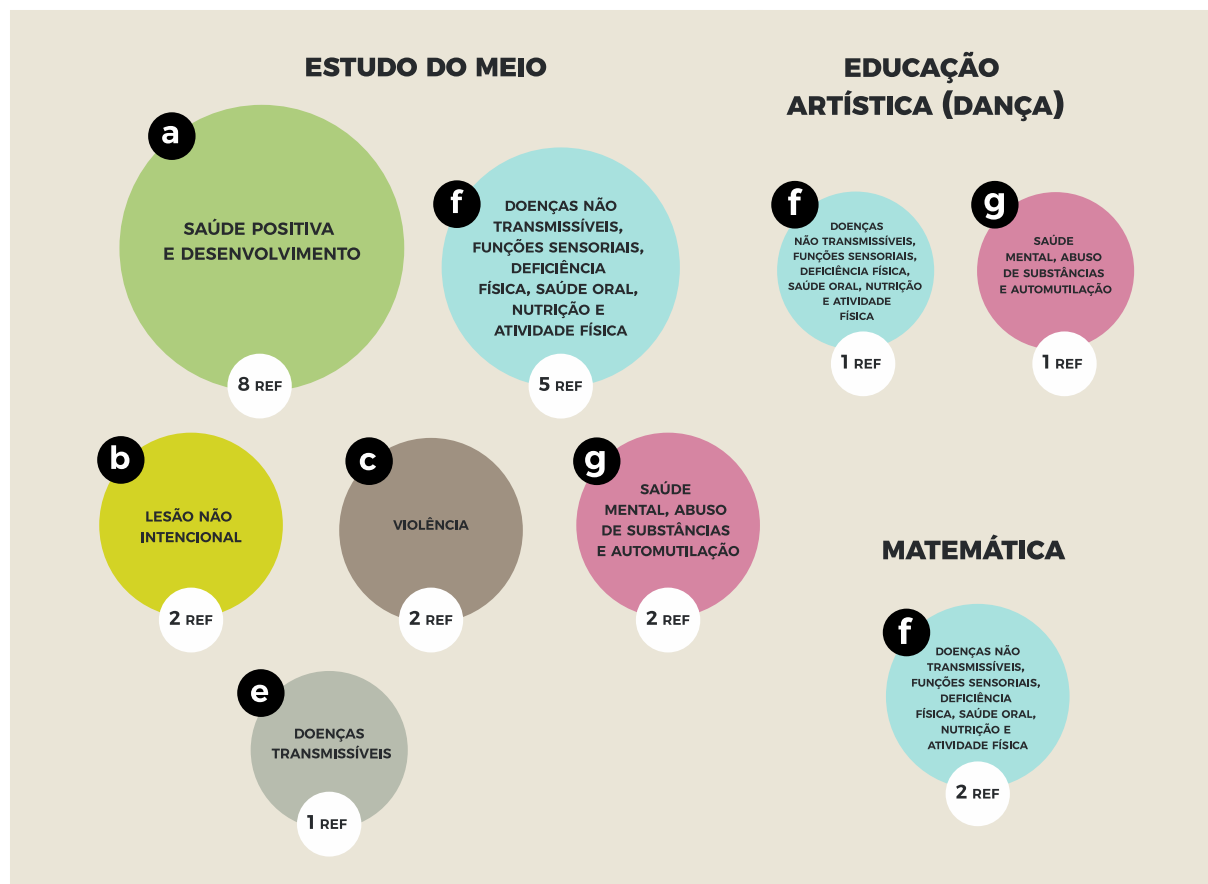 ESTUDO DO MEIO
a
SAÚDE POSITIVA
E DESENVOLVIMENTO
8 REF
f
DOENÇAS NÃO
TRANSMISSÍVEIS,
FUNÇÕES SENSORIAIS,
DEFICIÊNCIA
FÍSICA, SAÚDE ORAL,
NUTRIÇÃO E
ATIVIDADE FÍSICA
5 REF
b
LESÃO NÃO
INTENCIONAL
2 REF
c
VIOLÊNCIA
2 REF
g
SAÚDE
MENTAL, ABUSO
DE SUBSTÂNCIAS
E AUTOMUTILAÇÃO
2 REF
e
DOENÇAS
TRANSMISSÍVEIS
1 REF
EDUCAÇÃO
ARTÍSTICA (DANÇA)
f
DOENÇAS
NÃO TRANSMISSÍVEIS,
FUNÇÕES SENSORIAIS,
DEFICIÊNCIA FÍSICA,
SAÚDE ORAL, NUTRIÇÃO
E ATIVIDADE
FÍSICA
1 REF
g
SAÚDE
MENTAL, ABUSO
DE SUBSTÂNCIAS
E AUTOMUTILAÇÃO
1 REF
MATEMÁTICA
f
DOENÇAS NÃO
TRANSMISSÍVEIS,
FUNÇÕES SENSORIAIS,
DEFICIÊNCIA
FÍSICA, SAÚDE ORAL,
NUTRIÇÃO E
ATIVIDADE FÍSICA
2 REF